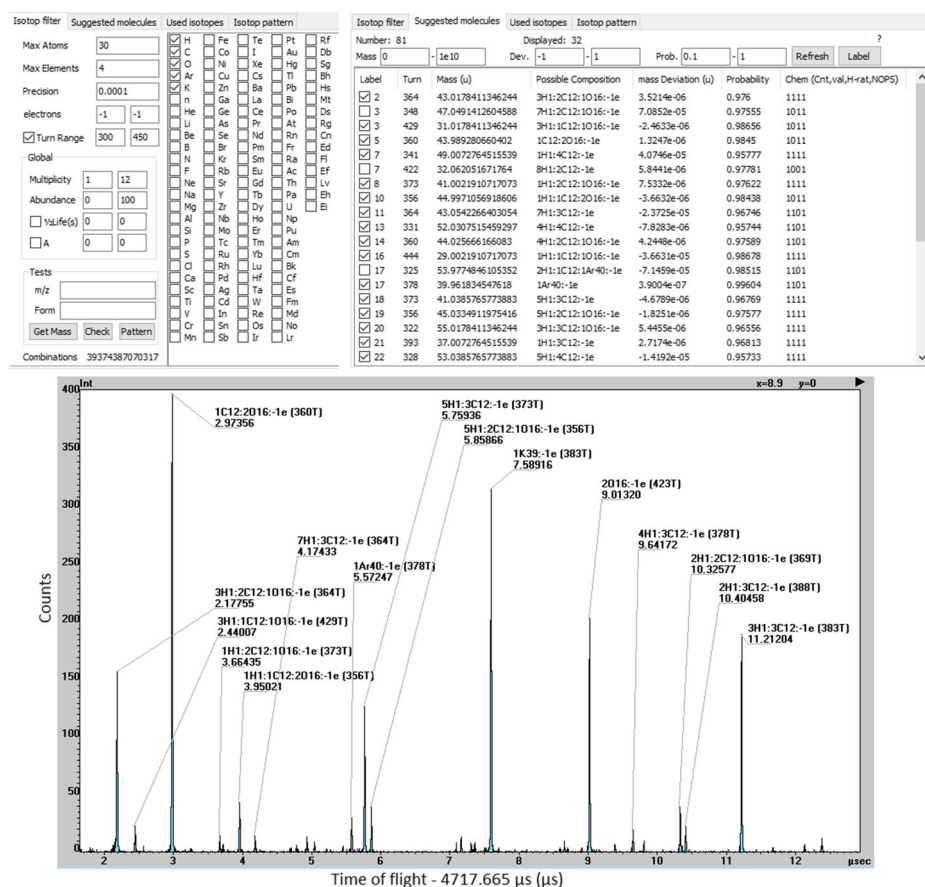 Isotop filter Suggested molecules Used isotopes Isotop pattern
Max Atoms 30
Max Elements 4
Precision 0.0001
electrons -1 -1
Turn Range 300 450
Global
Multiplicity 1 12
Abundance 0 100
½Life(s) 0 0
A 0 0
Tests
m/z
Form
Get Mass Check Pattern
Combinations 39374387070317
H Fe Te Pt Rf
C Co I Au Db
O Ni Xe Hg Sg
Ar Cu Cs Tl Bh
K Zn Ba Pb Hs
n Ga La Bi Mt
He Ge Ce Po Ds
Li As Pr At Rg
Be Se Nd Rn Cn
B Br Pm Fr Ed
N Kr Sm Ra Fl
F Rb Eu Ac Ef
Ne Sr Gd Th Lv
Na Y Tb Pa Eh
Mg Zr Dy U Ei
Al Nb Ho Np
Si Mo Er Pu
P Tc Tm Am
S Ru Yb Cm
Cl Rh Lu Bk
Ca Pd Hf Cf
Sc Ag Ta Es
Ti Cd W Fm
V In Re Md
Cr Sn Os No
Mn Sb Ir Lr
Isotop filter Suggested molecules Used isotopes Isotop pattern
Number: 81 Displayed: 32 ?
Mass 0 - 1e10 Dev. -1 - 1 Prob. 0.1 - 1 Refresh Label
Label Turn Mass (u) Possible Composition mass Deviation (u) Probability Chem (Cnt,val,H-rat,NOPS)
2 364 43.0178411346244 3H1:2C12:1O16:-1e 3.5214e-06 0.976 1111
3 348 47.0491412604588 7H1:2C12:1O16:-1e 7.0852e-05 0.97555 1011
3 429 31.0178411346244 3H1:1C12:1O16:-1e -2.4633e-06 0.98656 1011
5 360 43.989280660402 1C12:2O16:-1e 1.3247e-06 0.9845 1011
7 341 49.0072764515539 1H1:4C12:-1e 4.0746e-05 0.95777 1011
7 422 32.062051671764 8H1:2C12:-1e 5.8441e-06 0.97781 1001
8 373 41.0021910717073 1H1:2C12:1O16:-1e 7.5332e-06 0.97622 1111
10 356 44.9971056918606 1H1:1C12:2O16:-1e -3.6632e-06 0.98438 1011
11 364 43.0542266403054 7H1:3C12:-1e -2.3725e-05 0.96746 1101
13 331 52.0307515459297 4H1:4C12:-1e -7.8283e-06 0.95744 1101
14 360 44.025666166083 4H1:2C12:1O16:-1e 4.2448e-06 0.97589 1101
16 444 29.0021910717073 1H1:1C12:1O16:-1e -3.6631e-05 0.98678 1111
17 325 53.9774846105352 2H1:1C12:1Ar40:-1e -7.1459e-05 0.98515 1101
17 378 39.961834547618 1Ar40:-1e 3.9004e-07 0.99604 1101
18 373 41.0385765773883 5H1:3C12:-1e -4.6789e-06 0.96769 1111
19 356 45.0334911975416 5H1:2C12:1O16:-1e -1.8251e-06 0.97577 1111
20 322 55.0178411346244 3H1:3C12:1O16:-1e 5.4455e-06 0.96556 1111
21 393 37.0072764515539 1H1:3C12:-1e 2.7174e-06 0.96813 1111
22 328 53.0385765773883 5H1:4C12:-1e -1.4192e-05 0.95733 1111
Int x=8.9 y=0
400
350
300
250
200
150
100
50
0
Counts
1C12:2O16:-1e (360T)
2.97356
5H1:3C12:-1e (373T)
5.75936
5H1:2C12:1O16:-1e (356T)
5.85866
1K39:-1e (383T)
7.58916
2O16:-1e (423T)
9.01320
7H1:3C12:-1e (364T)
4.17433
1Ar40:-1e (378T)
5.57247
4H1:3C12:-1e (378T)
9.64172
2H1:2C12:1O16:-1e (369T)
10.32577
2H1:3C12:-1e (388T)
10.40458
3H1:2C12:1O16:-1e (364T)
2.17755
3H1:1C12:1O16:-1e (429T)
2.44007
1H1:2C12:1O16:-1e (373T)
3.66435
1H1:1C12:2O16:-1e (356T)
3.95021
3H1:3C12:-1e (383T)
11.21204
2 3 4 5 6 7 8 9 10 11 12 µsec
Time of flight - 4717.665 µs (µs)